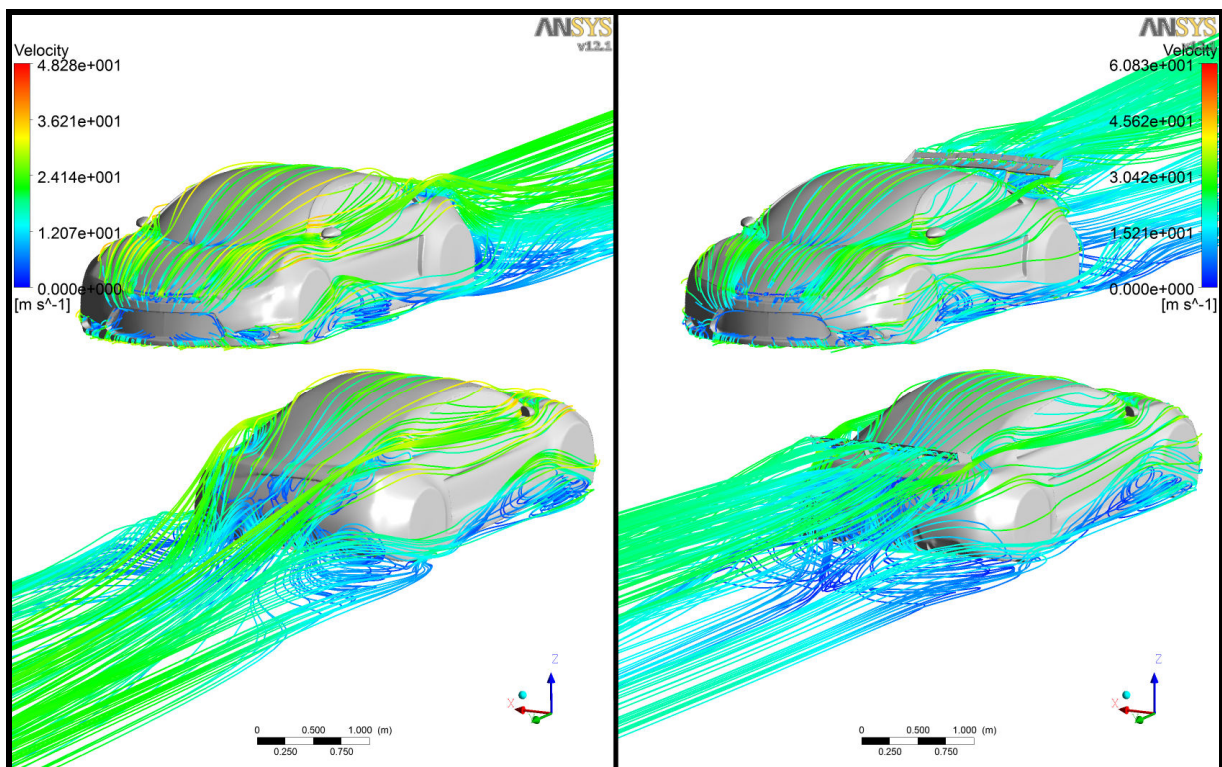 ANSYS
v12.1
Velocity
4.828e+001
3.621e+001
2.414e+001
1.207e+001
0.000e+000
[m s^-1]
Z
X
0 0.500 1.000 (m)
0.250 0.750
ANSYS
Velocity
6.083e+001
4.562e+001
3.042e+001
1.521e+001
0.000e+000
[m s^-1]
Z
X
0 0.500 1.000 (m)
0.250 0.750